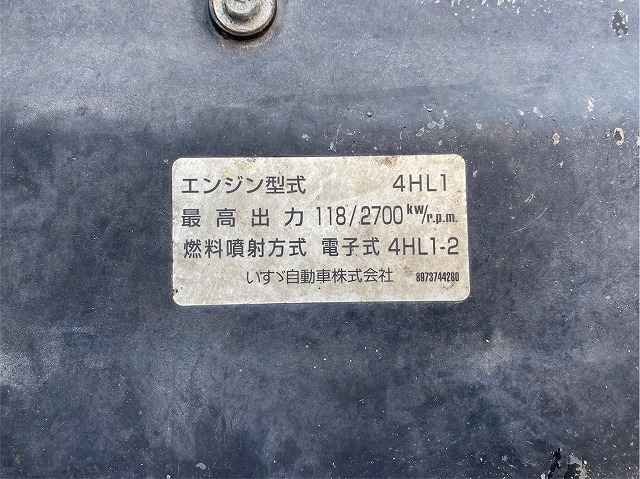 エンジン型式 4HL1
最高出力 118/2700 kw/r.p.m.
燃料噴射方式 電子式 4HL1-2
いすゞ自動車株式会社 8973744280